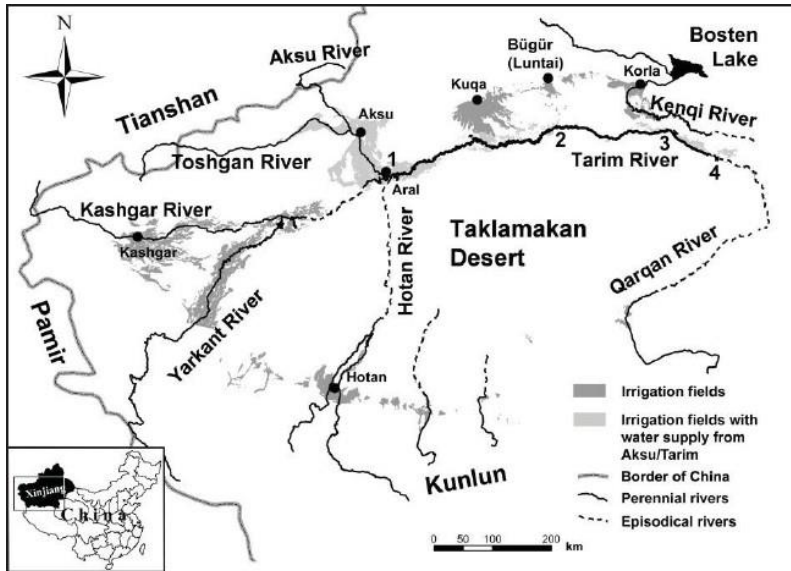 N
Aksu River
Tianshan
Toshgan River
Kashgar River
Kashgar
Pamir
Yarkant River
Aksu
1
Aral
Hotan River
Hotan
Kunlun
Kuqa
Bügür
(Luntai)
Korla
Bosten
Lake
Kenqi River
2
3
4
Tarim River
Taklamakan
Desert
Qarqan River
Irrigation fields
Irrigation fields with
water supply from
Aksu/Tarim
Border of China
Perennial rivers
Episodical rivers
0 50 100 200
km
Xinjiang
China